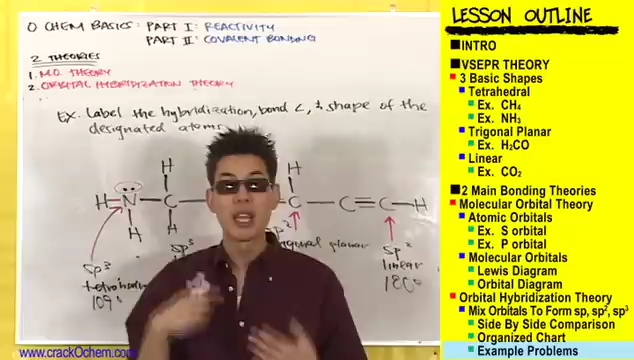 O CHEM BASICS: PART I: REACTIVITY
PART II: COVALENT BONDING
2 THEORIES
1. M.O. THEORY
2. ORBITAL HYBRIDIZATION THEORY
Ex. Label the hybridization, bond <, & shape of the
designated atoms
H H
H N C C C ≡ C H
H H
sp³ sp³ sp² planar sp
linear
109° 180°
www.crackOchem.com
LESSON OUTLINE
INTRO
VSEPR THEORY
3 Basic Shapes
Tetrahedral
Ex. CH4
Ex. NH3
Trigonal Planar
Ex. H2CO
Linear
Ex. CO2
2 Main Bonding Theories
Molecular Orbital Theory
Atomic Orbitals
Ex. S orbital
Ex. P orbital
Molecular Orbitals
Lewis Diagram
Orbital Diagram
Orbital Hybridization Theory
Mix Orbitals To Form sp, sp², sp³
Side By Side Comparison
Organized Chart
Example Problems